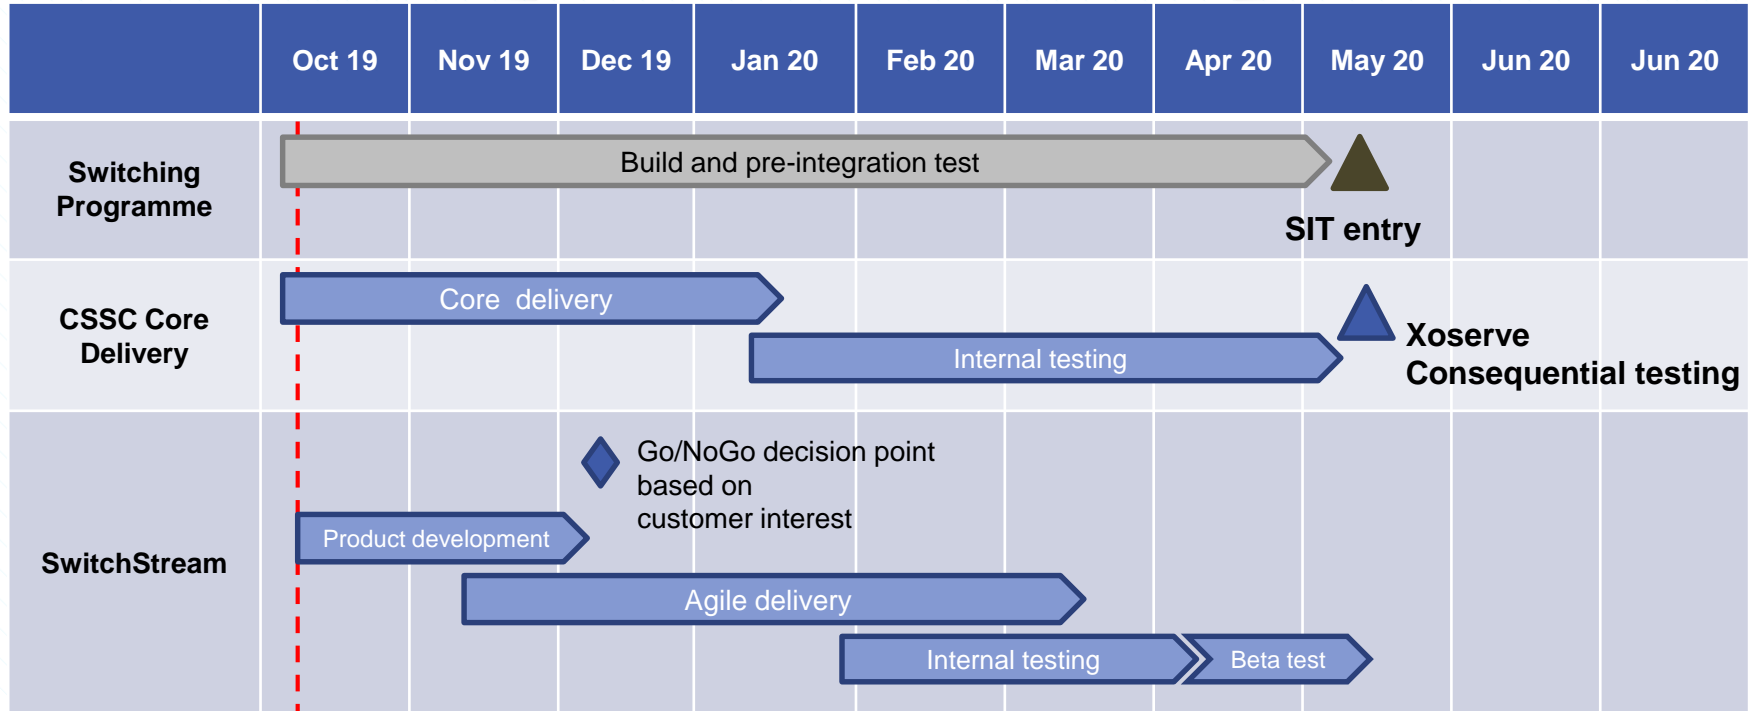 Oct 19 Nov 19 Dec 19 Jan 20 Feb 20 Mar 20 Apr 20 May 20 Jun 20 Jun 20
Switching
Programme
Build and pre-integration test
SIT entry
CSSC Core
Delivery
Core delivery
Internal testing
Xoserve
Consequential testing
SwitchStream
Go/NoGo decision point
based on
customer interest
Product development
Agile delivery
Internal testing
Beta test